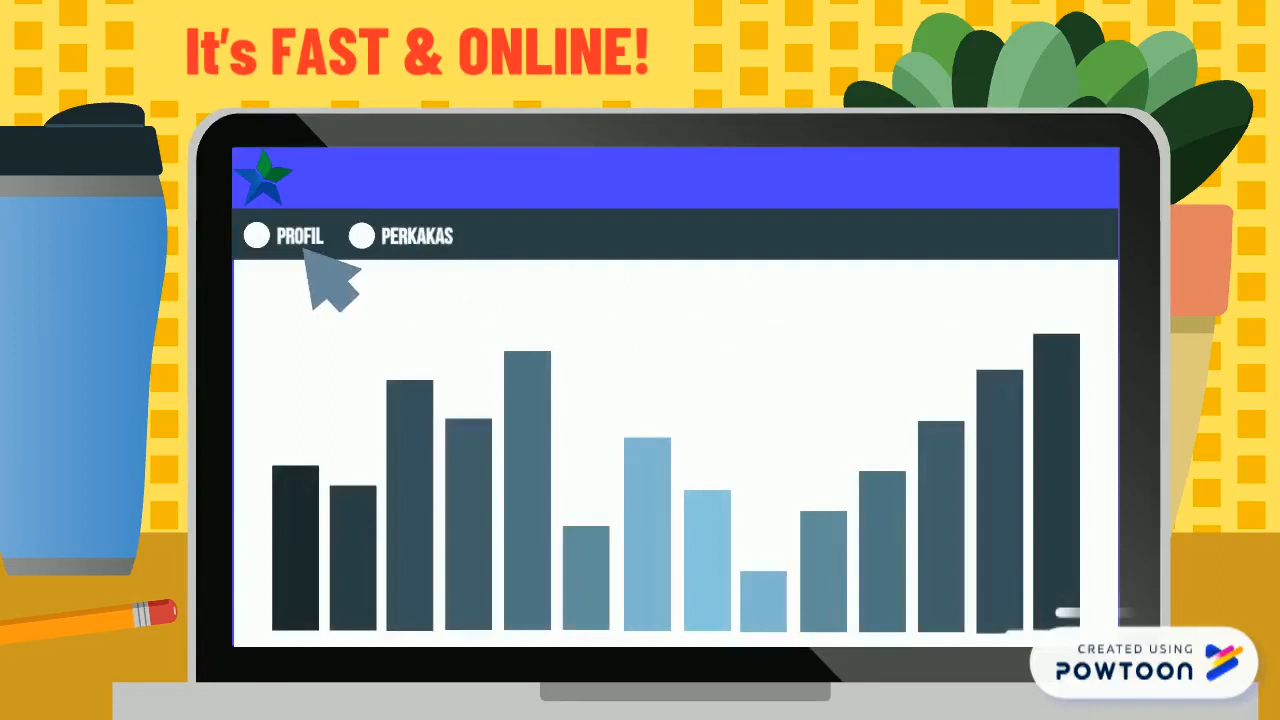 It's FAST & ONLINE!
PROFIL PERKAKAS
CREATED USING
POWTOON